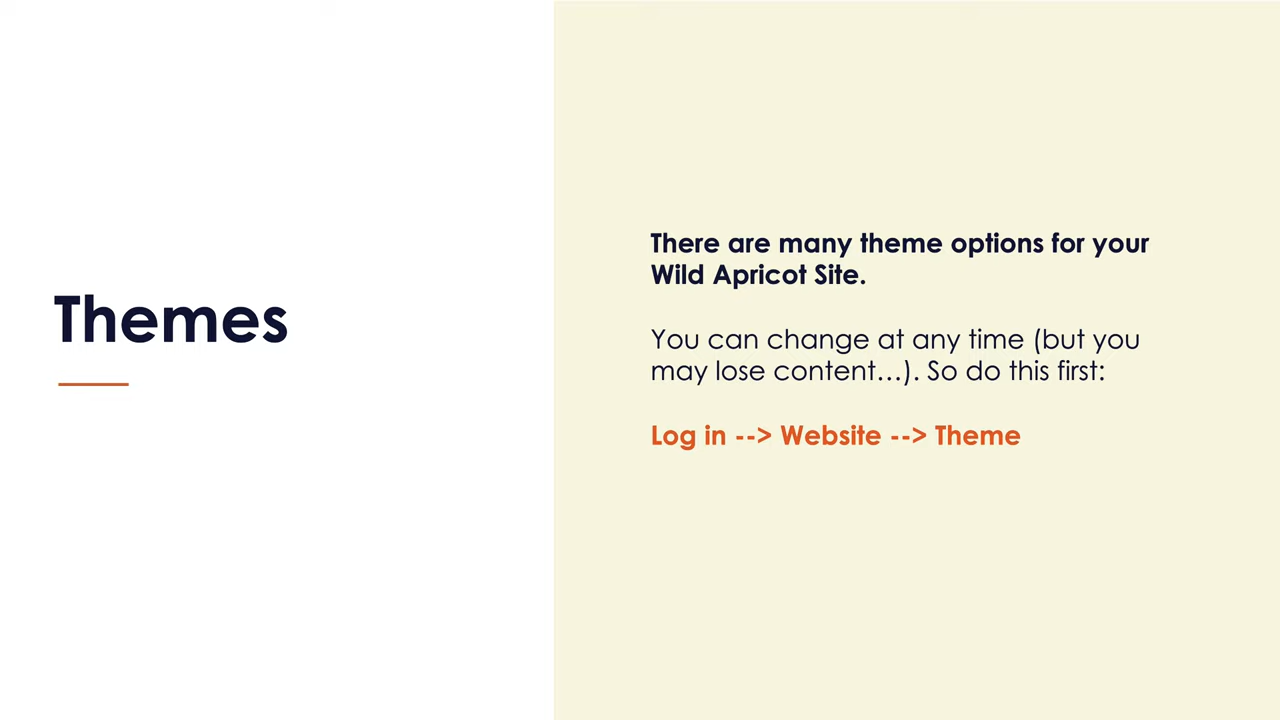 Themes
There are many theme options for your
Wild Apricot Site.
You can change at any time (but you
may lose content...). So do this first:
Log in --> Website --> Theme